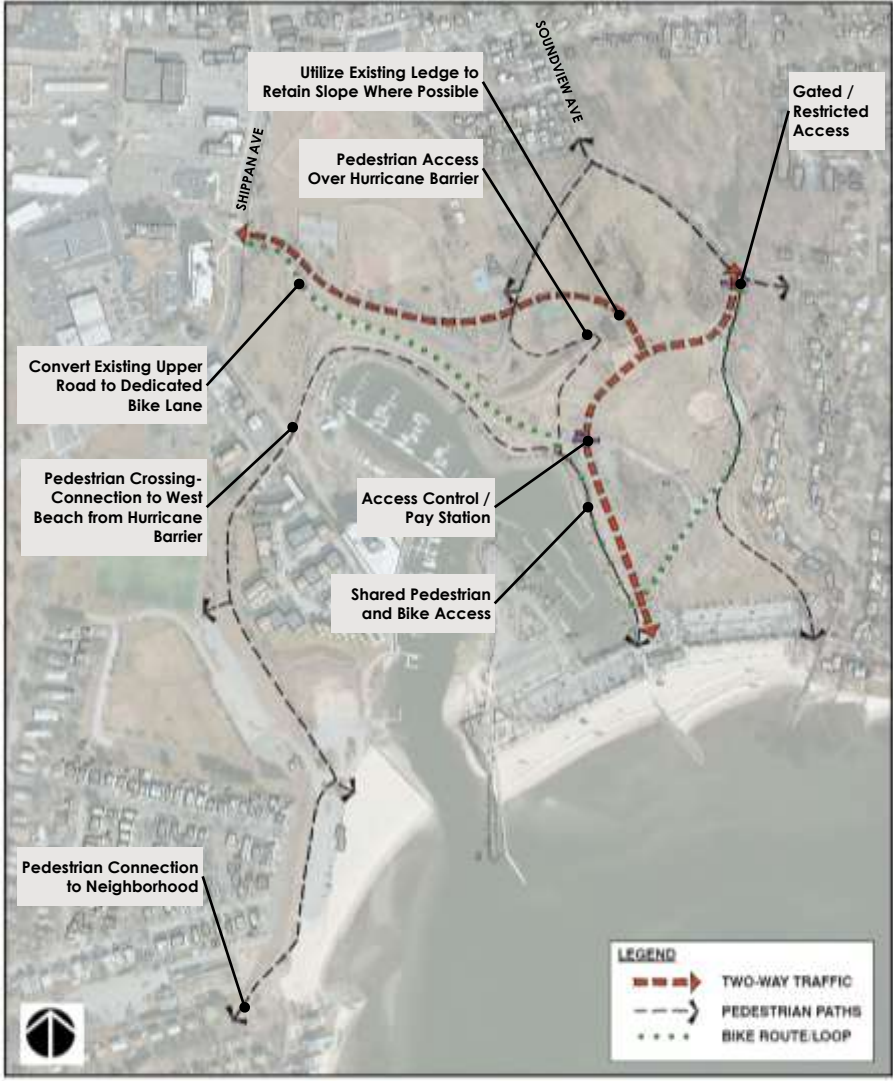 SOUNDVIEW AVE
Utilize Existing Ledge to
Retain Slope Where Possible
Gated /
Restricted
Access
SHIPPAN AVE
Pedestrian Access
Over Hurricane Barrier
Convert Existing Upper
Road to Dedicated
Bike Lane
Pedestrian Crossing-
Connection to West
Beach from Hurricane
Barrier
Access Control /
Pay Station
Shared Pedestrian
and Bike Access
Pedestrian Connection
to Neighborhood
LEGEND
TWO-WAY TRAFFIC
PEDESTRIAN PATHS
BIKE ROUTE/LOOP